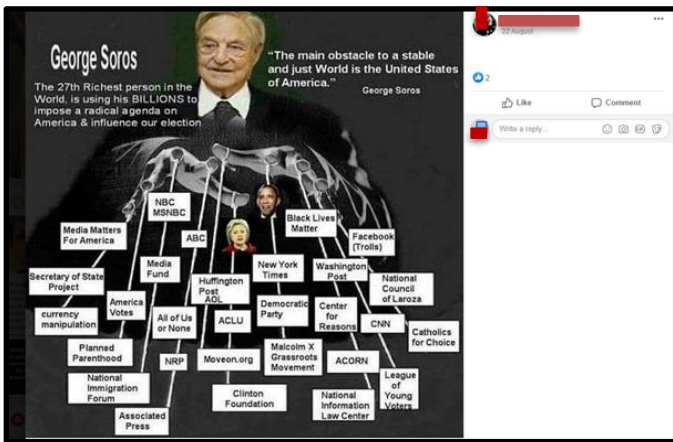 George Soros
The 27th Richest person in the
World, is using his BILLIONS to
impose a radical agenda on
America & influence our election
"The main obstacle to a stable
and just World is the United States
of America."
George Soros
NBC
MSNBC
Media Matters
For America
ABC
Black Lives
Matter
Facebook
(Trolls)
Secretary of State
Project
Media
Fund
Huffington
Post
AOL
New York
Times
Washington
Post
National
Council
of Laroza
currency
manipulation
America
Votes
All of Us
or None
ACLU
Democratic
Party
Center
for
Reasons
CNN
Catholics
for Choice
Planned
Parenthood
NRP
Moveon.org
Malcolm X
Grassroots
Movement
ACORN
League
of
Young
Voters
National
Immigration
Forum
Clinton
Foundation
National
Information
Law Center
Associated
Press
22 August
2
Like
Comment
Write a reply...
GIF